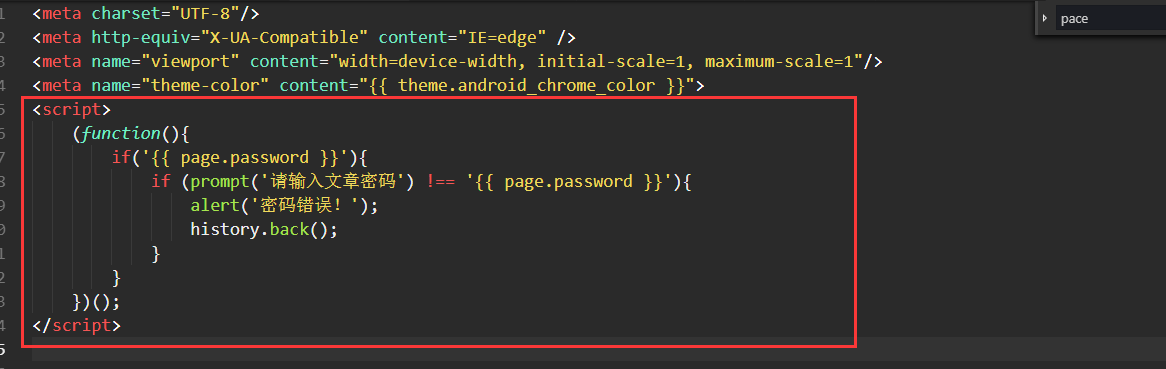 1 <meta charset="UTF-8"/>
pace
2 <meta http-equiv="X-UA-Compatible" content="IE=edge" />
3 <meta name="viewport" content="width=device-width, initial-scale=1, maximum-scale=1"/>
4 <meta name="theme-color" content="{{ theme.android_chrome_color }}">
5 <script>
6 (function(){
7 if('{{ page.password }}'){
8 if (prompt('请输入文章密码') !== '{{ page.password }}'){
9 alert('密码错误！');
0 history.back();
1 }
2 }
3 })();
4 </script>
5